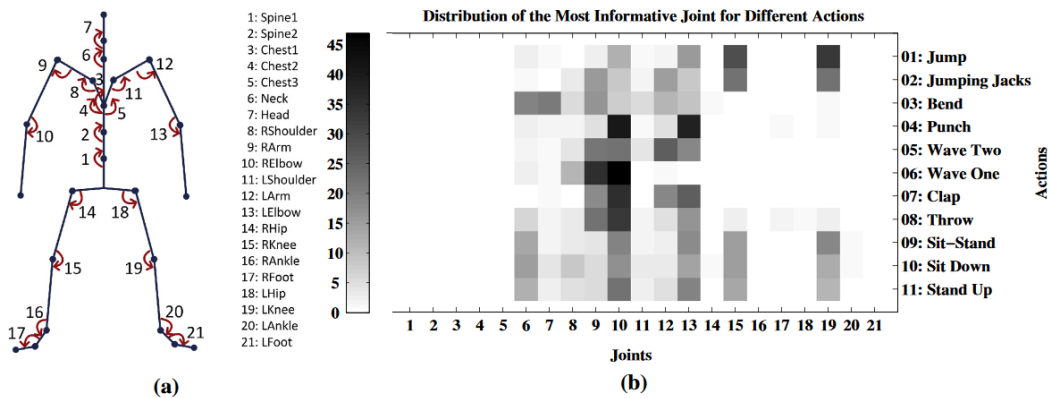 7
6
9
12
3
8
11
4
5
10
2
13
1
14
18
15
19
16
20
17
21
(a)
1: Spine1
2: Spine2
3: Chest1
4: Chest2
5: Chest3
6: Neck
7: Head
8: RShoulder
9: RArm
10: RElbow
11: LShoulder
12: LArm
13: LElbow
14: RHip
15: RKnee
16: RAnkle
17: RFoot
18: LHip
19: LKnee
20: LAnkle
21: LFoot
45
40
35
30
25
20
15
10
5
0
Distribution of the Most Informative Joint for Different Actions
01: Jump
02: Jumping Jacks
03: Bend
04: Punch
05: Wave Two
06: Wave One
07: Clap
08: Throw
09: Sit−Stand
10: Sit Down
11: Stand Up
Actions
1 2 3 4 5 6 7 8 9 10 11 12 13 14 15 16 17 18 19 20 21
Joints
(b)